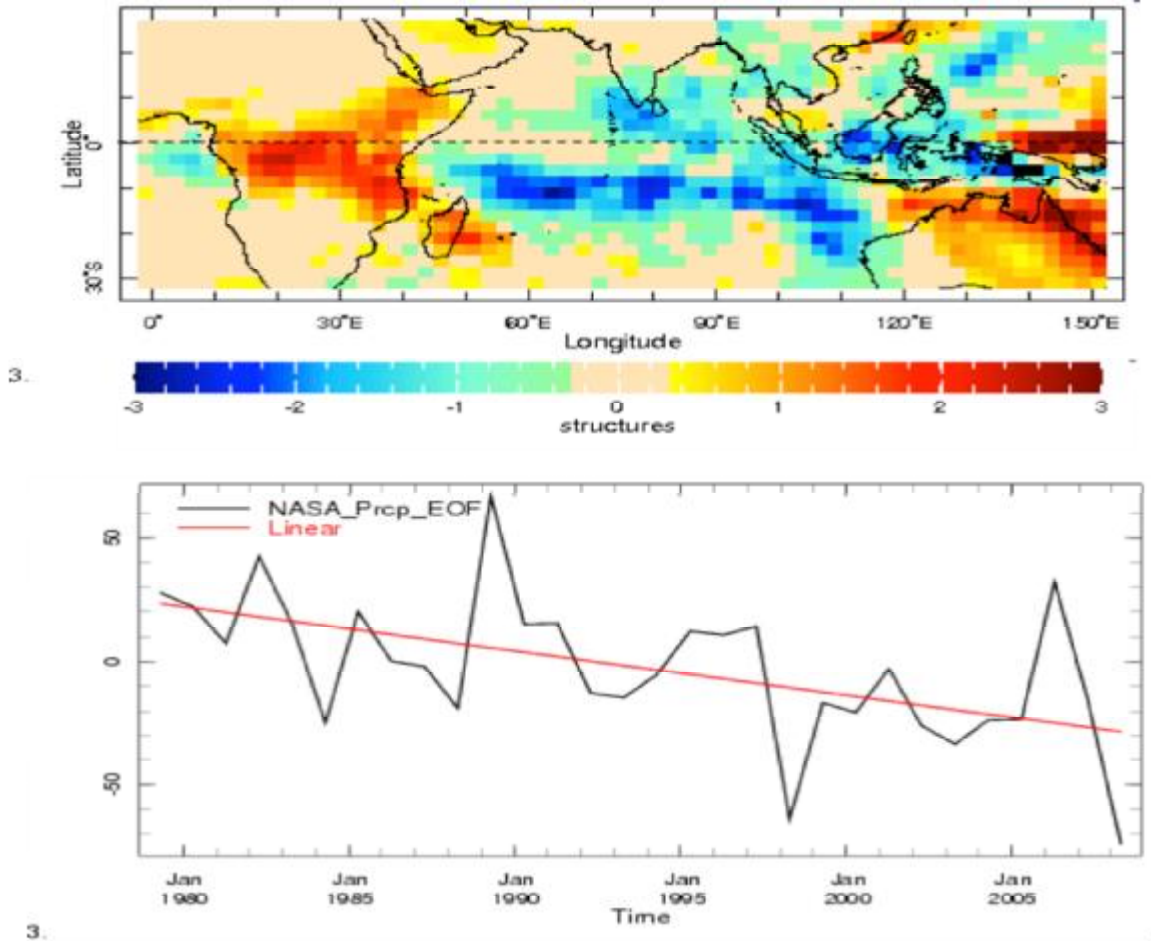 Latitude
0°
30°S
0°
30°E
60°E
90°E
120°E
150°E
Longitude
3.
-3
-2
-1
0
1
2
3
structures
NASA_Prcp_EOF
Linear
50
0
-50
Jan
1980
Jan
1985
Jan
1990
Jan
1995
Jan
2000
Jan
2005
Time
3.